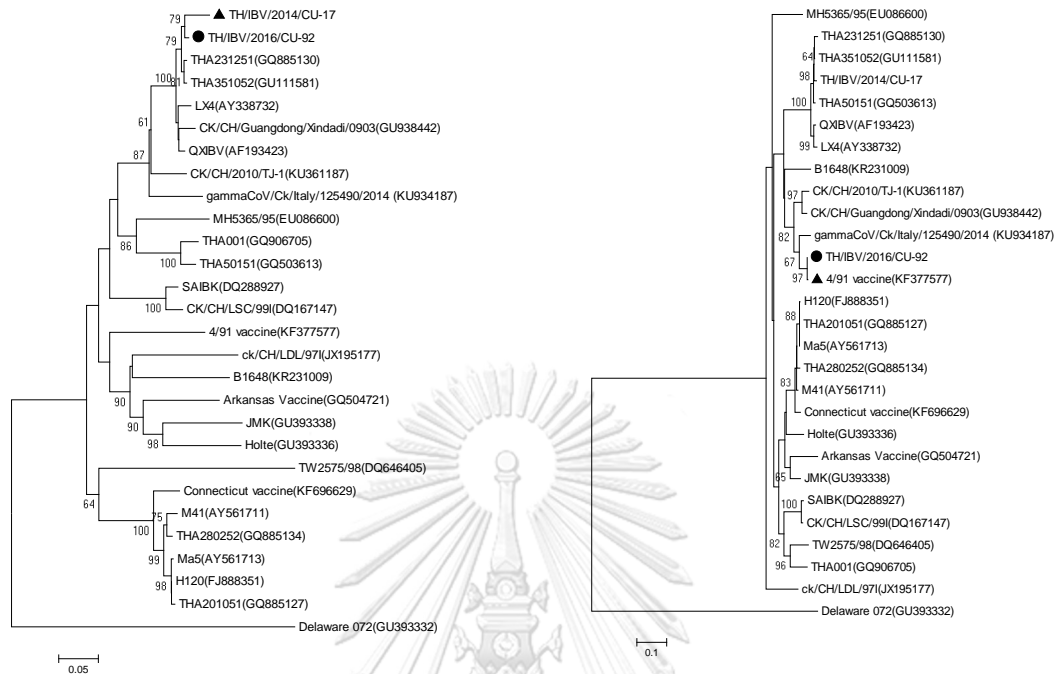 TH/IBV/2014/CU-17
79
TH/IBV/2016/CU-92
79
THA231251(GQ885130)
100
81
THA351052(GU111581)
LX4(AY338732)
61
CK/CH/Guangdong/Xindadi/0903(GU938442)
QXIBV(AF193423)
87
CK/CH/2010/TJ-1(KU361187)
gammaCoV/Ck/Italy/125490/2014 (KU934187)
MH5365/95(EU086600)
86
THA001(GQ906705)
100
THA50151(GQ503613)
SAIBK(DQ288927)
100
CK/CH/LSC/99I(DQ167147)
4/91 vaccine(KF377577)
ck/CH/LDL/97I(JX195177)
B1648(KR231009)
90
Arkansas Vaccine(GQ504721)
90
JMK(GU393338)
98
Holte(GU393336)
TW2575/98(DQ646405)
64
Connecticut vaccine(KF696629)
75
M41(AY561711)
100
THA280252(GQ885134)
99
Ma5(AY561713)
98
H120(FJ888351)
THA201051(GQ885127)
Delaware 072(GU393332)
0.05
MH5365/95(EU086600)
THA231251(GQ885130)
64
THA351052(GU111581)
98
TH/IBV/2014/CU-17
100
THA50151(GQ503613)
QXIBV(AF193423)
99
LX4(AY338732)
B1648(KR231009)
97
CK/CH/2010/TJ-1(KU361187)
CK/CH/Guangdong/Xindadi/0903(GU938442)
82
gammaCoV/Ck/Italy/125490/2014 (KU934187)
67
TH/IBV/2016/CU-92
97
4/91 vaccine(KF377577)
H120(FJ888351)
88
THA201051(GQ885127)
Ma5(AY561713)
THA280252(GQ885134)
83
M41(AY561711)
Connecticut vaccine(KF696629)
Holte(GU393336)
Arkansas Vaccine(GQ504721)
65
JMK(GU393338)
SAIBK(DQ288927)
100
CK/CH/LSC/99I(DQ167147)
82
TW2575/98(DQ646405)
96
THA001(GQ906705)
ck/CH/LDL/97I(JX195177)
Delaware 072(GU393332)
0.1